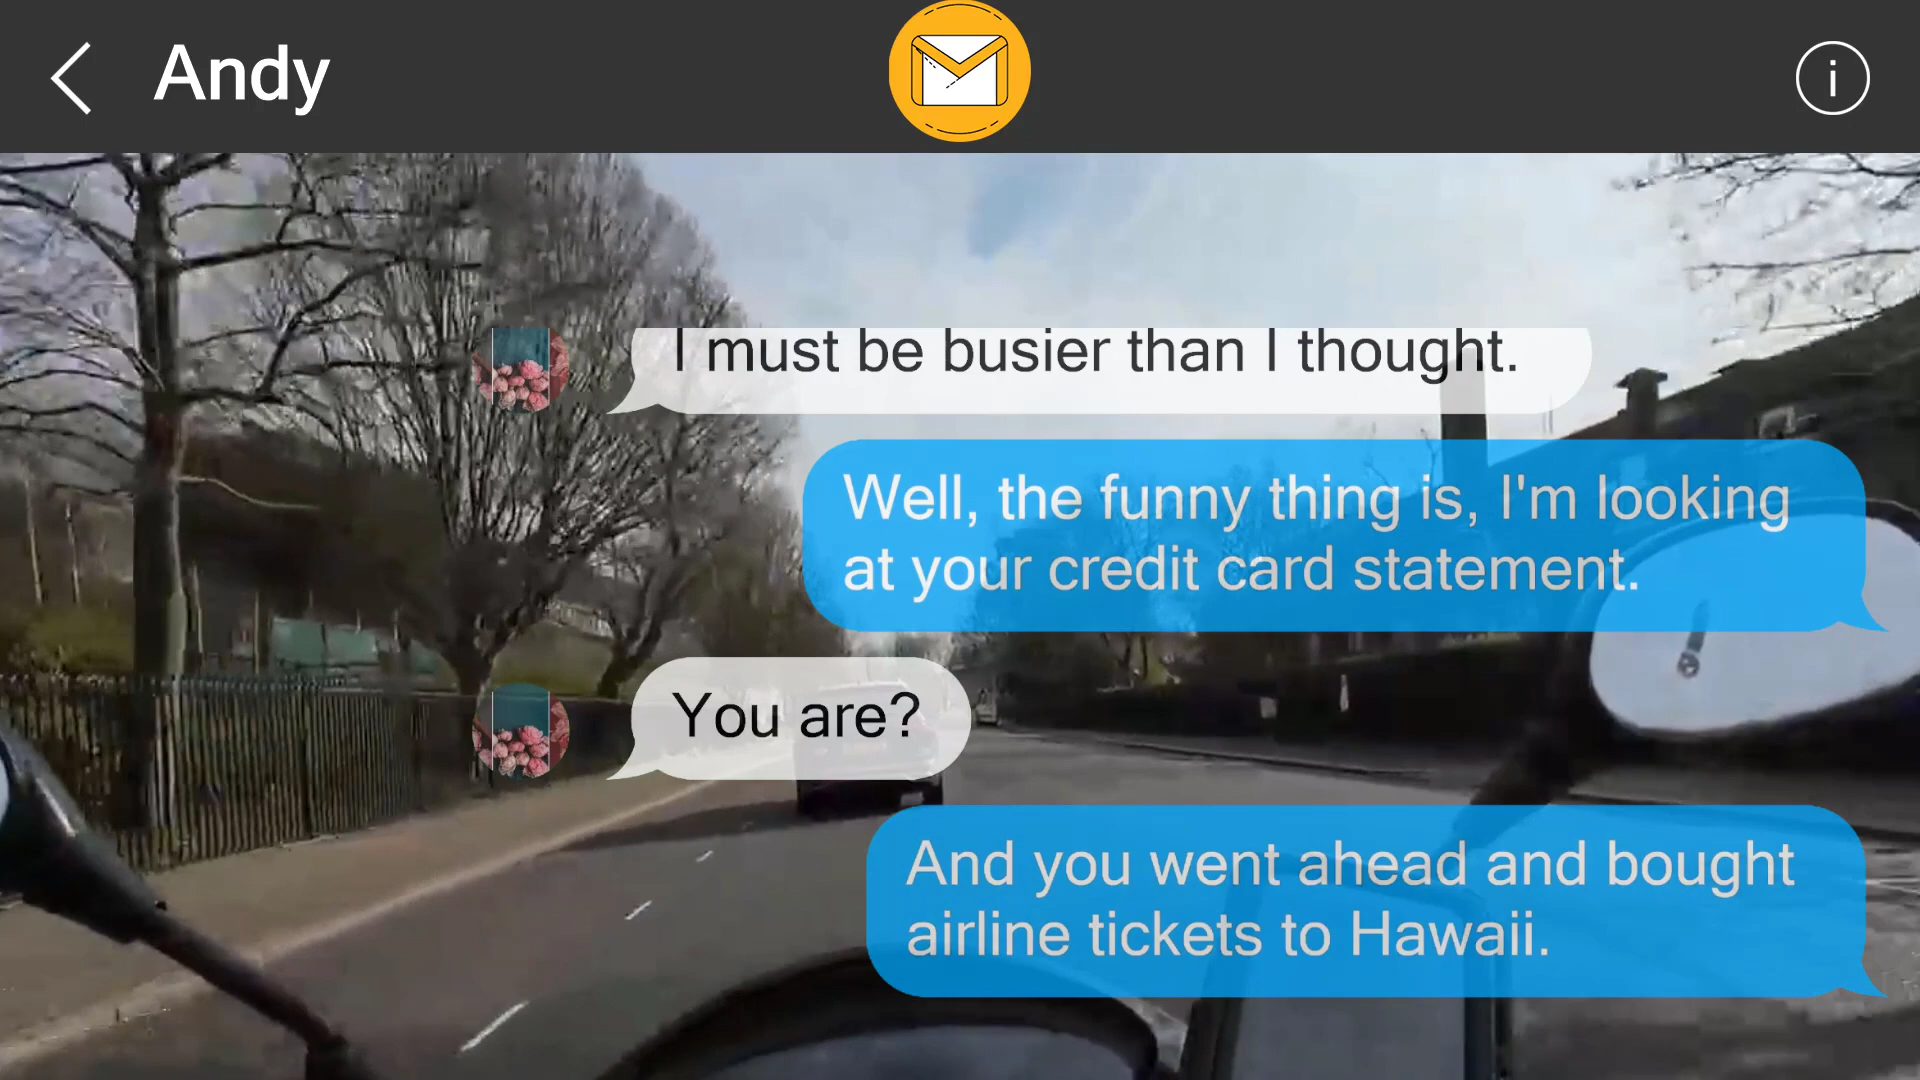 Andy
I must be busier than I thought.
Well, the funny thing is, I'm looking
at your credit card statement.
You are?
And you went ahead and bought
airline tickets to Hawaii.